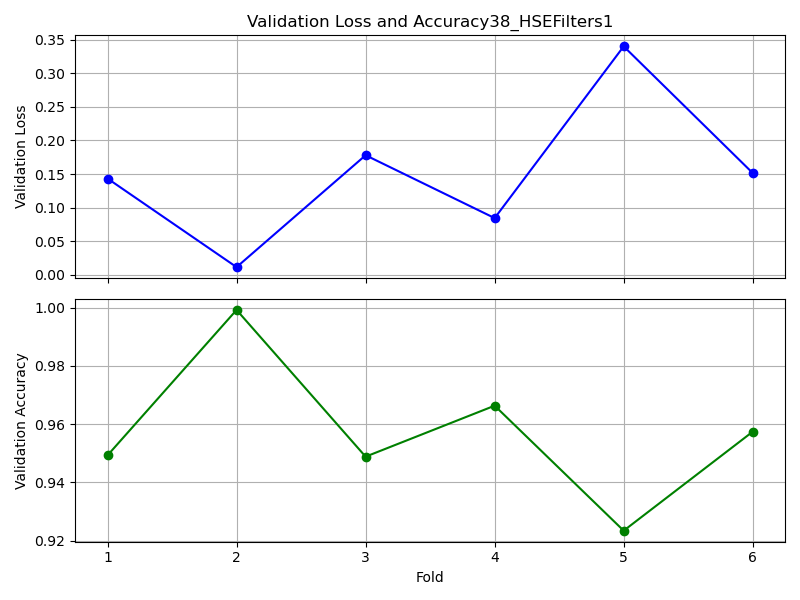 Validation Loss and Accuracy38_HSEFilters1
0.35
0.30
0.25
0.20
0.15
0.10
0.05
0.00
Validation Loss
1.00
0.98
0.96
0.94
0.92
Validation Accuracy
1 2 3 4 5 6
Fold